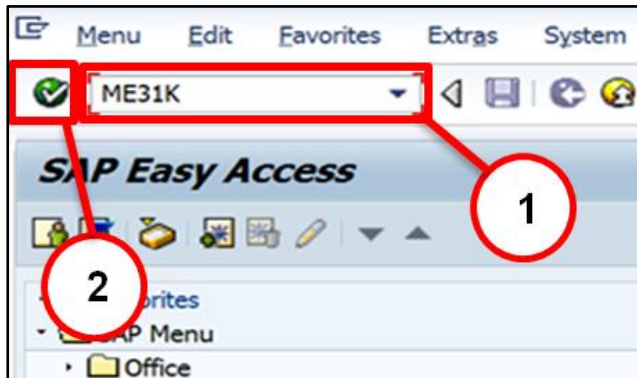 Menu Edit Favorites Extras System
ME31K
SAP Easy Access
1
2
SAP Menu
Office